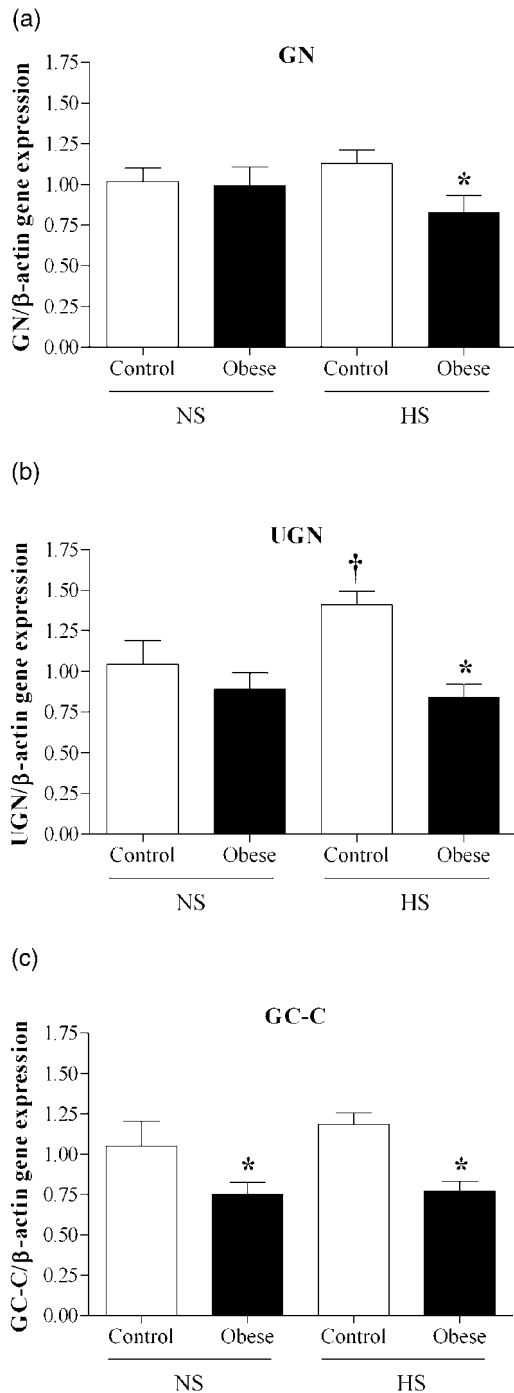 (a)
GN
GN/β-actin gene expression
1.75
1.50
1.25
1.00
0.75
0.50
0.25
0.00
*
Control Obese Control Obese
NS HS
(b)
UGN
UGN/β-actin gene expression
1.75
1.50
1.25
1.00
0.75
0.50
0.25
0.00
†
*
Control Obese Control Obese
NS HS
(c)
GC-C
GC-C/β-actin gene expression
1.75
1.50
1.25
1.00
0.75
0.50
0.25
0.00
* *
Control Obese Control Obese
NS HS